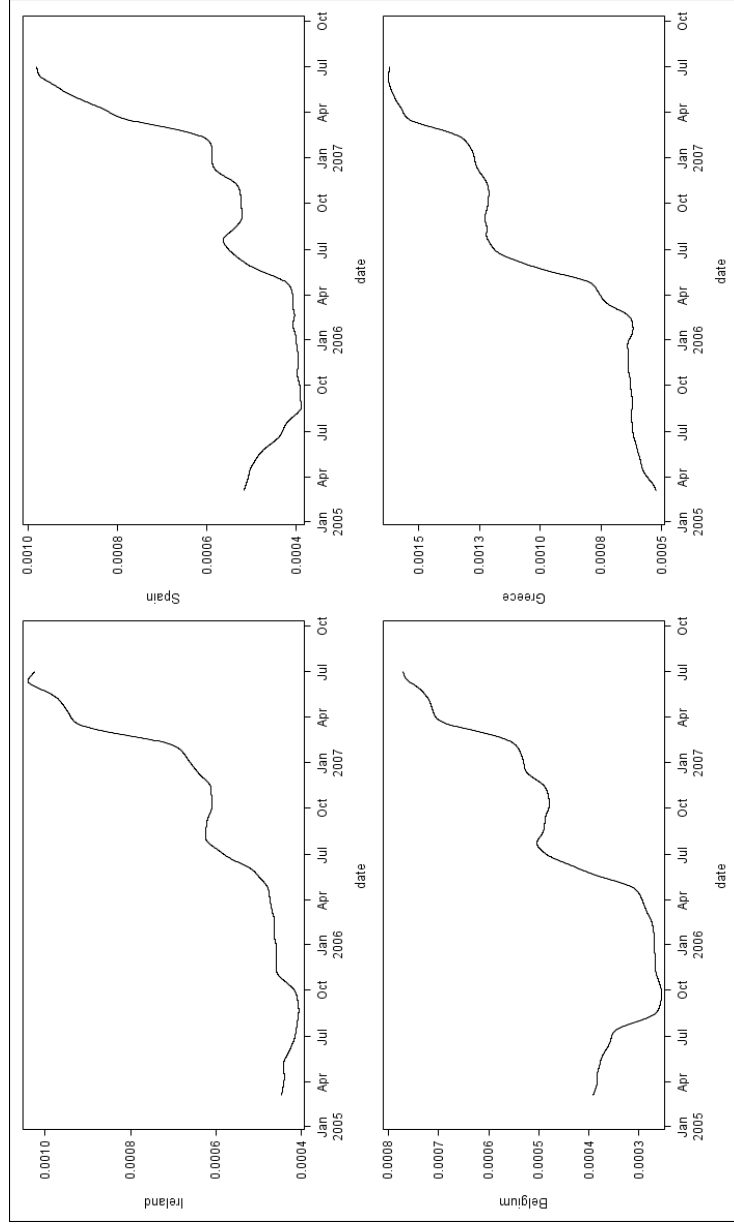 Ireland
0.0010
0.0008
0.0006
0.0004
Jan
2005
Apr
Jul
Oct
Jan
2006
Apr
Jul
Oct
Jan
2007
Apr
Jul
Oct
date
Spain
0.0010
0.0008
0.0006
0.0004
Jan
2005
Apr
Jul
Oct
Jan
2006
Apr
Jul
Oct
Jan
2007
Apr
Jul
Oct
date
Belgium
0.0008
0.0007
0.0006
0.0005
0.0004
0.0003
Jan
2005
Apr
Jul
Oct
Jan
2006
Apr
Jul
Oct
Jan
2007
Apr
Jul
Oct
date
Greece
0.0015
0.0013
0.0010
0.0008
0.0005
Jan
2005
Apr
Jul
Oct
Jan
2006
Apr
Jul
Oct
Jan
2007
Apr
Jul
Oct
date